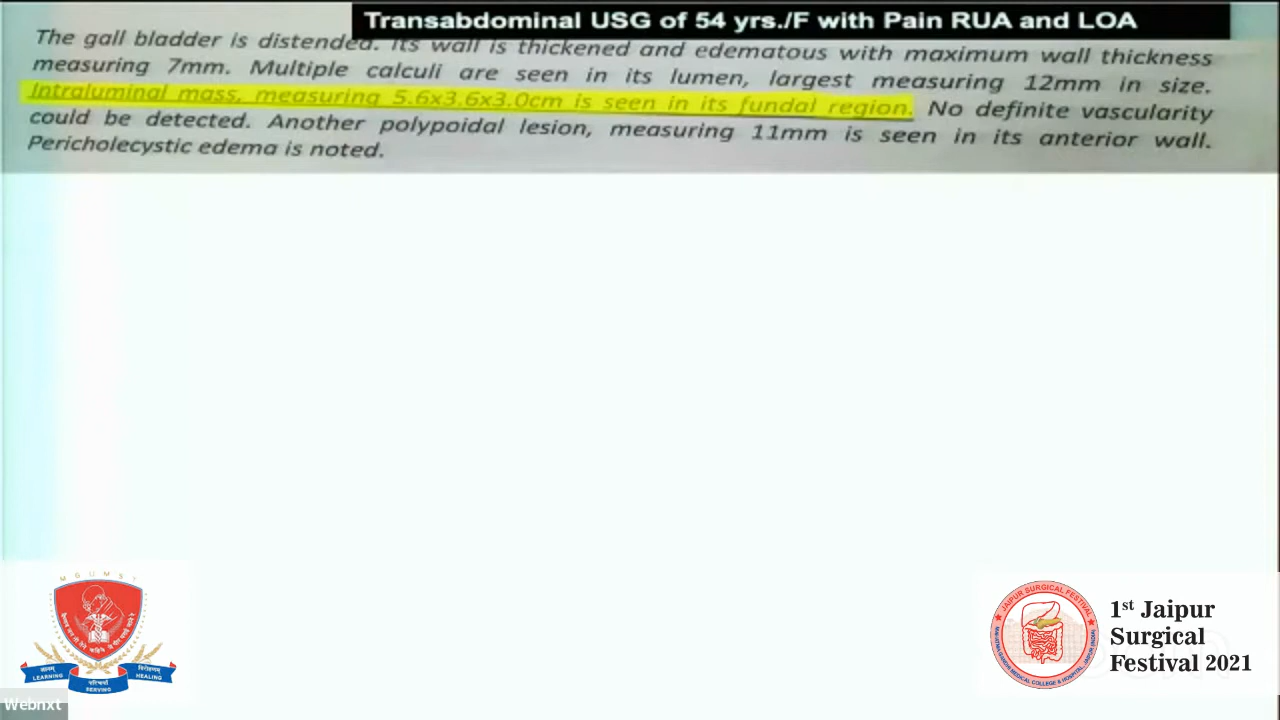 Transabdominal USG of 54 yrs./F with Pain RUA and LOA
The gall bladder is distended. Its wall is thickened and edematous with maximum wall thickness
measuring 7mm. Multiple calculi are seen in its lumen, largest measuring 12mm in size.
Intraluminal mass, measuring 5.6x3.6x3.0cm is seen in its fundal region. No definite vascularity
could be detected. Another polypoidal lesion, measuring 11mm is seen in its anterior wall.
Pericholecystic edema is noted.
MGUMST
LEARNING
SERVING
HEALING
JAIPUR SURGICAL FESTIVAL
1st Jaipur
Surgical
Festival 2021
Webnxt